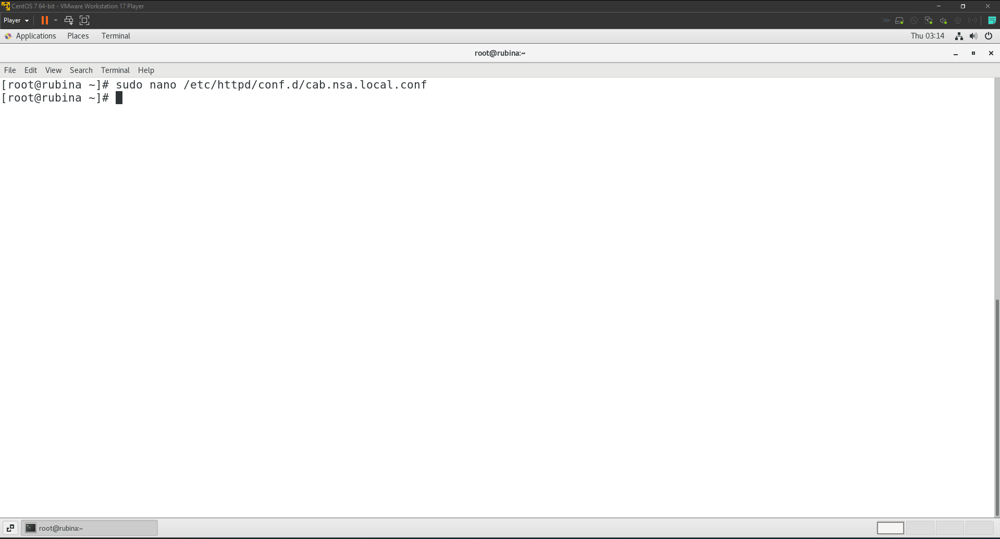 CentOS 7 64-bit - VMware Workstation 17 Player
Player
Applications Places Terminal Thu 03:14
root@rubina:~
File Edit View Search Terminal Help
[root@rubina ~]# sudo nano /etc/httpd/conf.d/cab.nsa.local.conf
[root@rubina ~]#
root@rubina:~